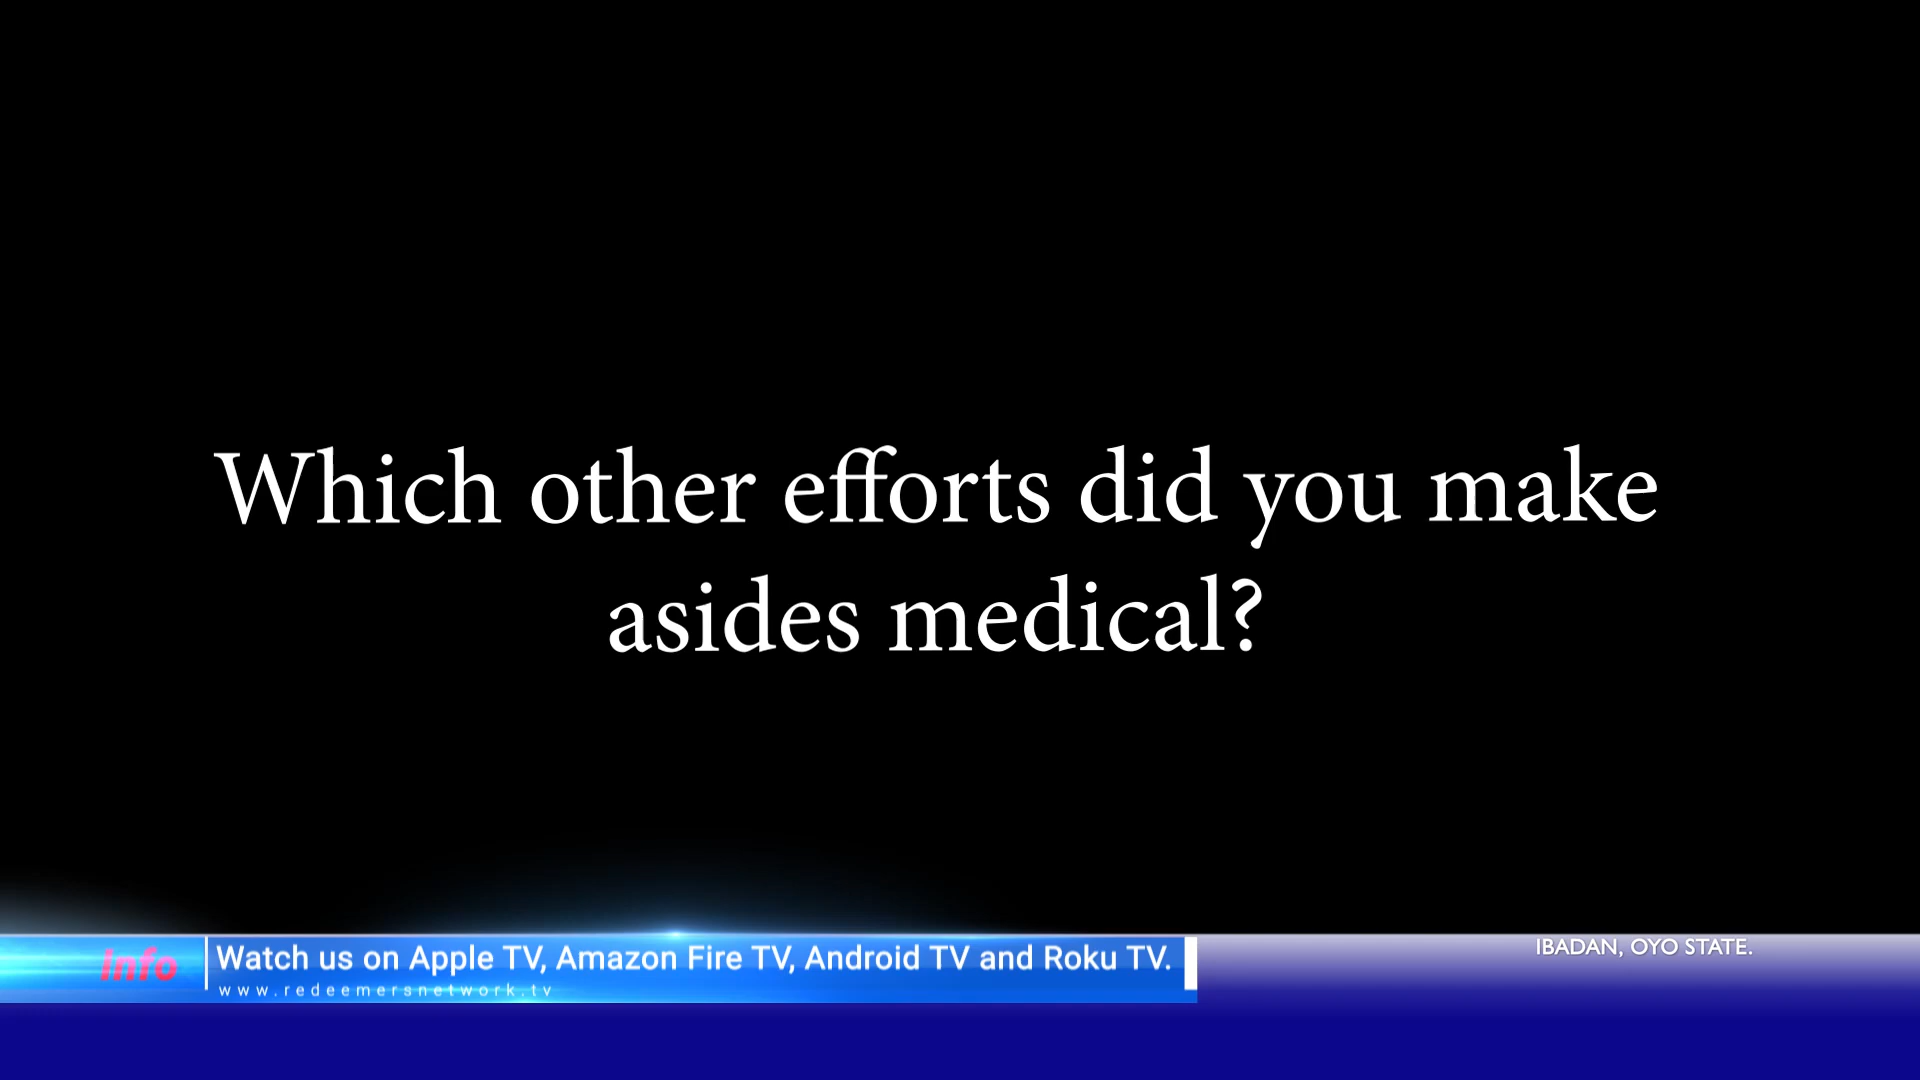 Which other efforts did you make
asides medical?
Info
Watch us on Apple TV, Amazon Fire TV, Android TV and Roku TV.
www.redeemersnetwork.tv
IBADAN, OYO STATE.